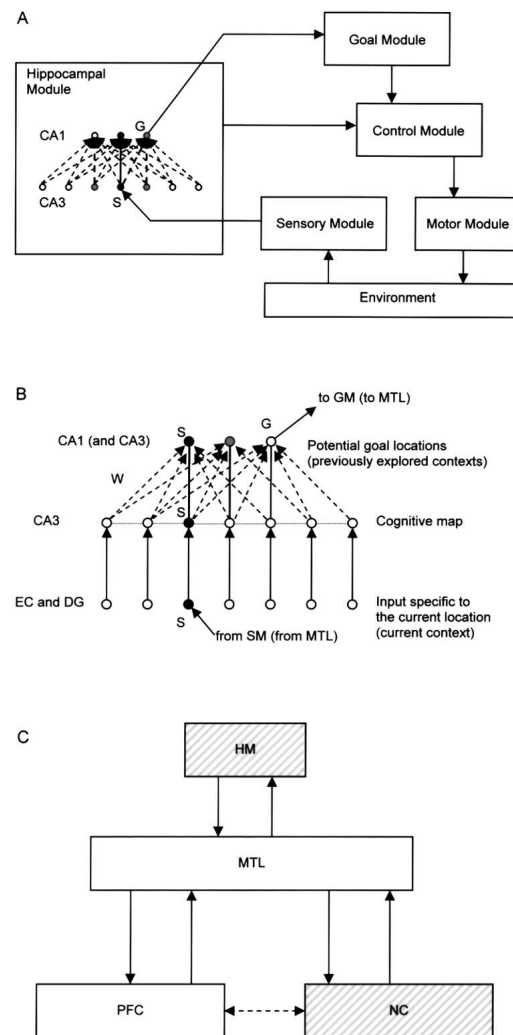 A
Goal Module
Hippocampal
Module
G
CA1
Control Module
CA3
S
Sensory Module
Motor Module
Environment
B
to GM (to MTL)
S
G
CA1 (and CA3)
Potential goal locations
(previously explored contexts)
W
S
CA3
Cognitive map
EC and DG
Input specific to
the current location
(current context)
S
from SM (from MTL)
C
HM
MTL
PFC
NC